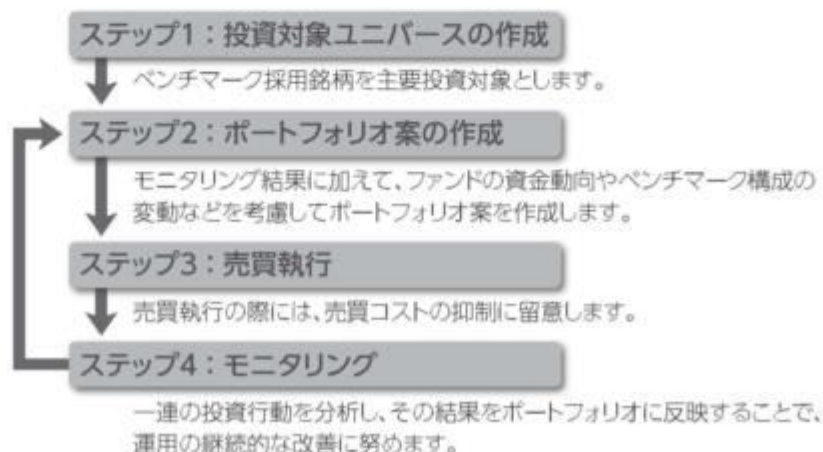 ステップ1：投資対象ユニバースの作成
ベンチマーク採用銘柄を主要投資対象とします。
ステップ2：ポートフォリオ案の作成
モニタリング結果に加えて、ファンドの資金動向やベンチマーク構成の
変動などを考慮してポートフォリオ案を作成します。
ステップ3：売買執行
売買執行の際には、売買コストの抑制に留意します。
ステップ4：モニタリング
一連の投資行動を分析し、その結果をポートフォリオに反映することで、
運用の継続的な改善に努めます。